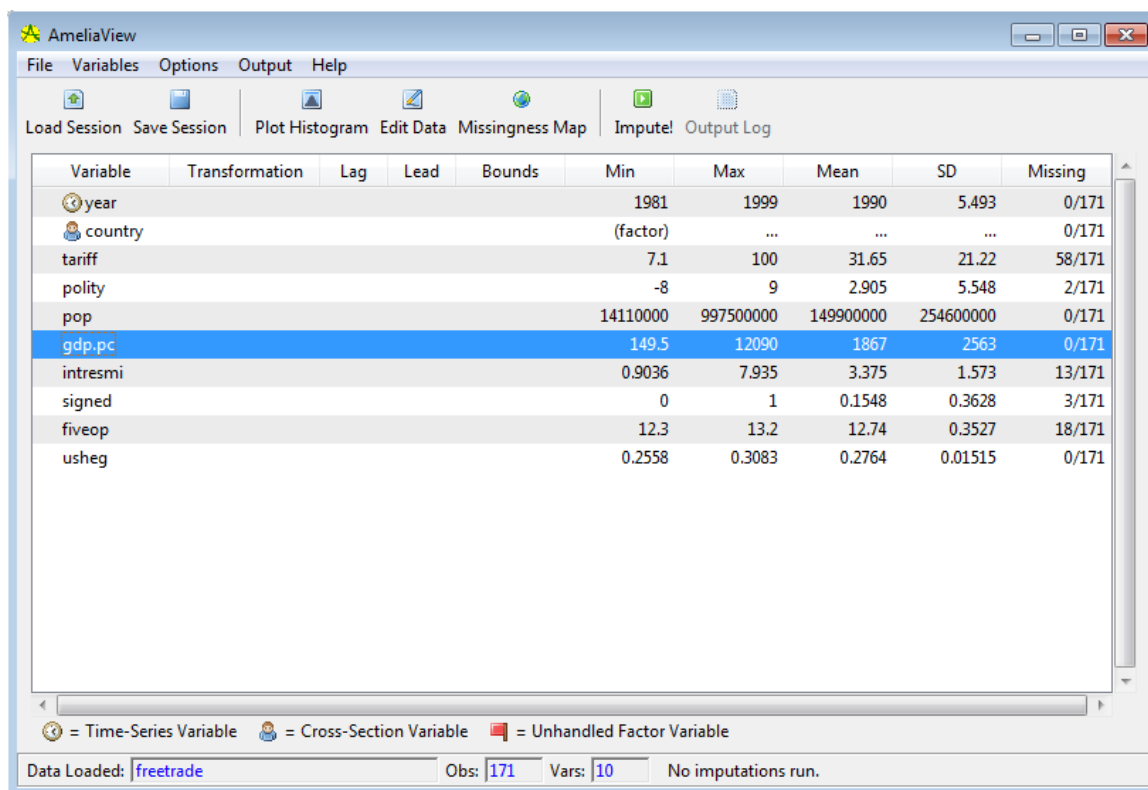 AmeliaView
File Variables Options Output Help
Load Session Save Session Plot Histogram Edit Data Missingness Map Impute! Output Log
Variable Transformation Lag Lead Bounds Min Max Mean SD Missing
year 1981 1999 1990 5.493 0/171
country (factor) ... ... ... 0/171
tariff 7.1 100 31.65 21.22 58/171
polity -8 9 2.905 5.548 2/171
pop 14110000 997500000 149900000 254600000 0/171
gdp.pc 149.5 12090 1867 2563 0/171
intresmi 0.9036 7.935 3.375 1.573 13/171
signed 0 1 0.1548 0.3628 3/171
fiveop 12.3 13.2 12.74 0.3527 18/171
usheg 0.2558 0.3083 0.2764 0.01515 0/171
= Time-Series Variable = Cross-Section Variable = Unhandled Factor Variable
Data Loaded: freetrade Obs: 171 Vars: 10 No imputations run.